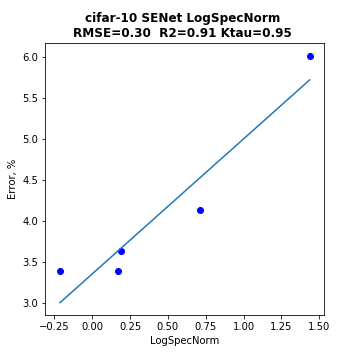 cifar-10 SENet LogSpecNorm
RMSE=0.30  R2=0.91 Ktau=0.95
6.0
5.5
5.0
4.5
4.0
3.5
3.0
Error, %
−0.25 0.00 0.25 0.50 0.75 1.00 1.25 1.50
LogSpecNorm